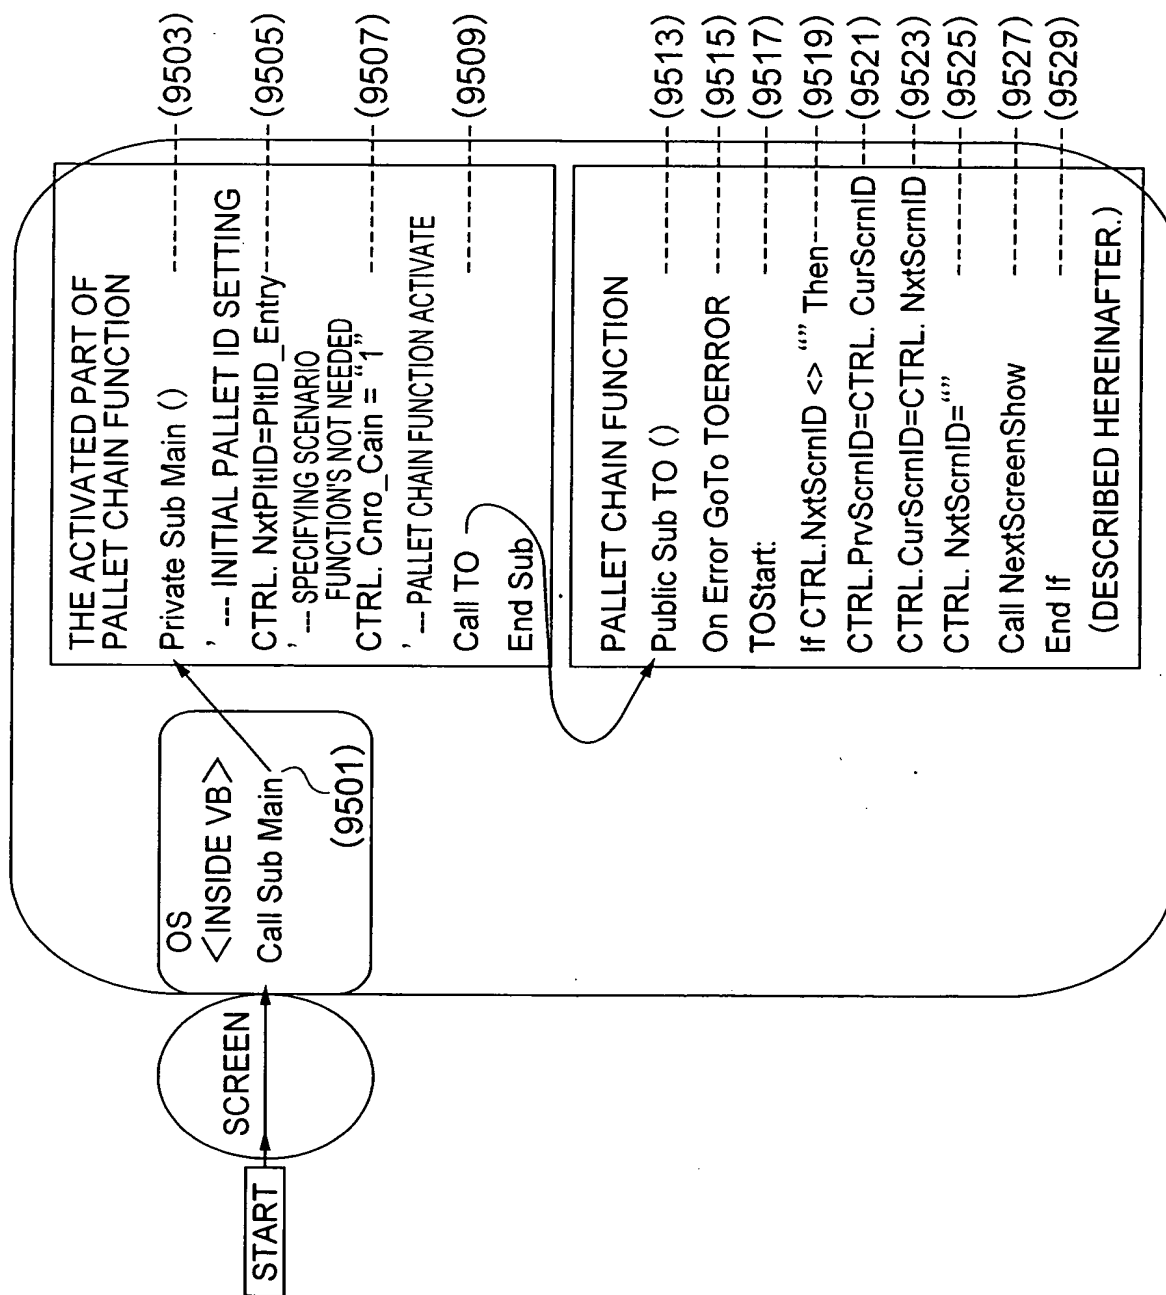 START
SCREEN
OS
<INSIDE VB>
Call Sub Main
(9501)
THE ACTIVATED PART OF
PALLET CHAIN FUNCTION
Private Sub Main () ---------(9503)
' --- INITIAL PALLET ID SETTING
CTRL. NxtPltID=PltID_Entry---------(9505)
' --- SPECIFYING SCENARIO
FUNCTION'S NOT NEEDED
CTRL. Cnro_Cain = “1” ---------(9507)
' --- PALLET CHAIN FUNCTION ACTIVATE
Call TO ---------(9509)
End Sub
PALLET CHAIN FUNCTION
Public Sub TO () ---------(9513)
On Error GoTo TOERROR ---------(9515)
TOStart: ---------(9517)
If CTRL.NxtScrnID <> “” Then------(9519)
CTRL.PrvScrnID=CTRL. CurScrnID ---(9521)
CTRL.CurScrnID=CTRL. NxtScrnID ---(9523)
CTRL. NxtScrnID=“” ---------(9525)
Call NextScreenShow ---------(9527)
End If ---------(9529)
(DESCRIBED HEREINAFTER.)